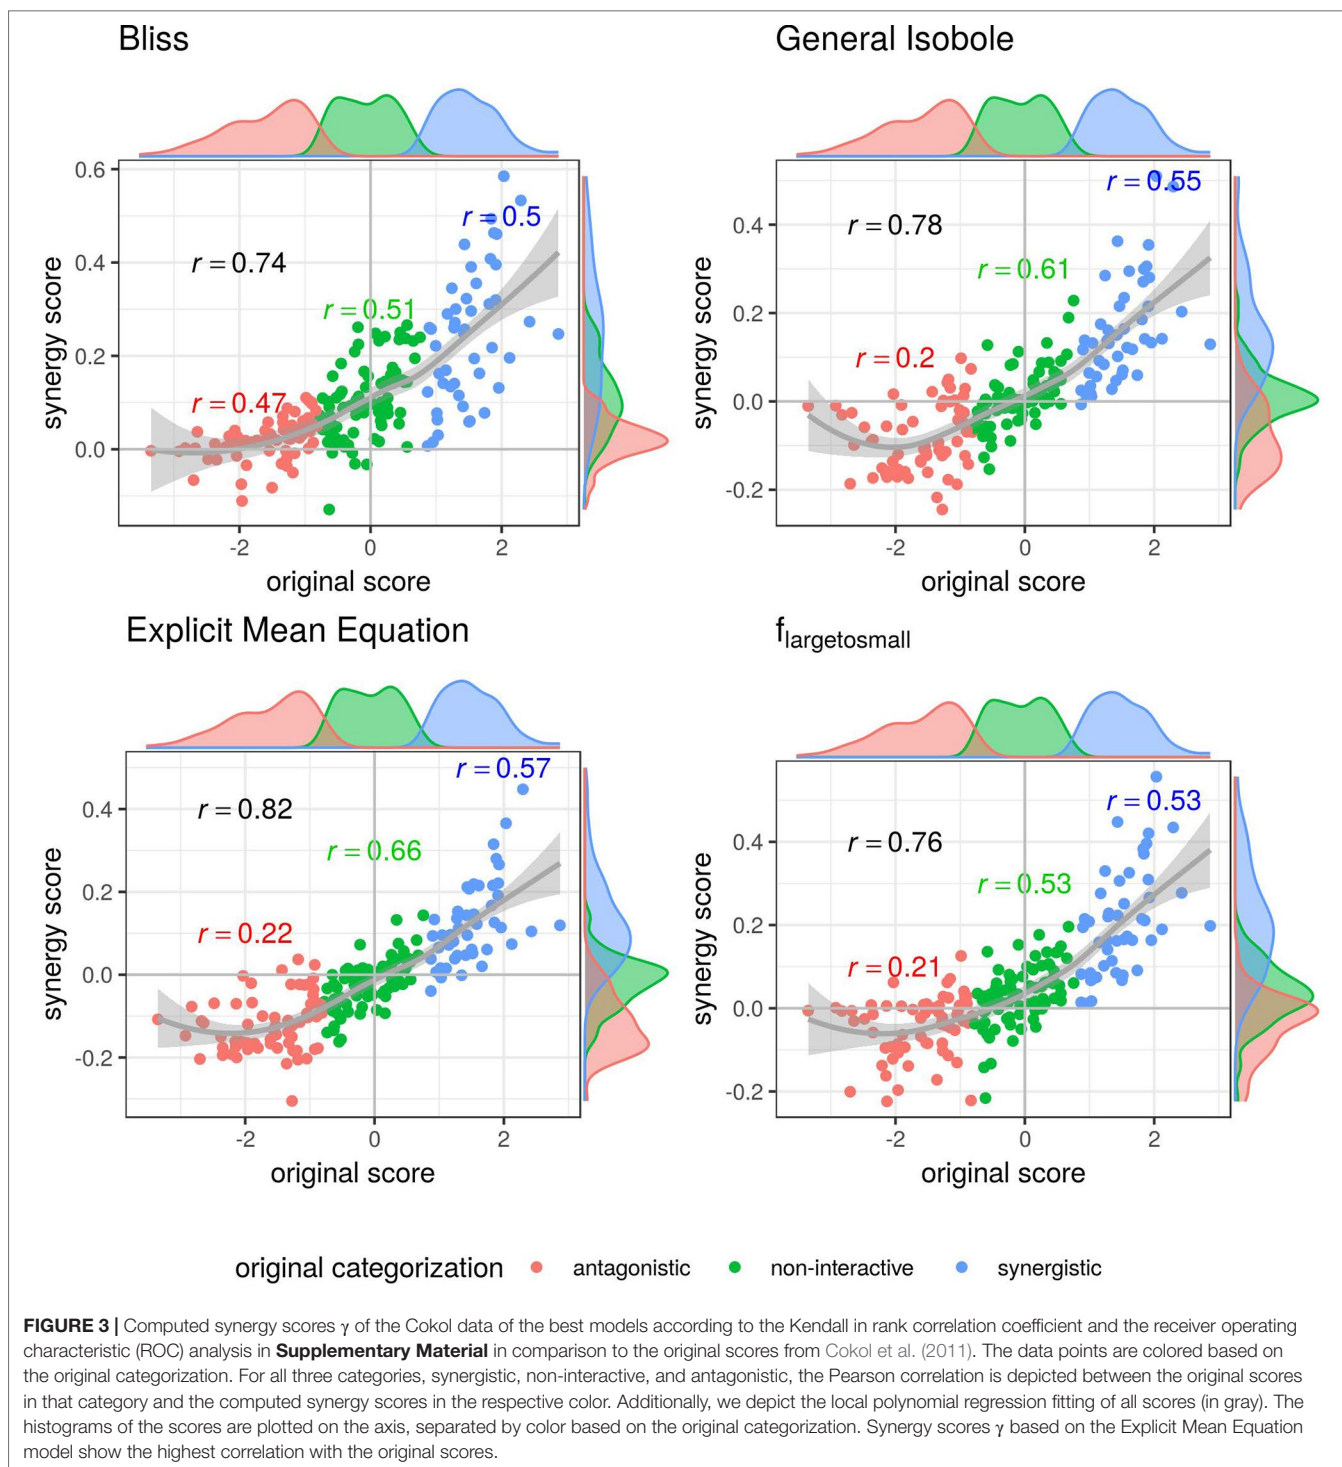 Bliss
General Isobole
0.6
0.4
0.2
0.0
r = 0.74
r = 0.5
r = 0.51
r = 0.47
synergy score
-2 0 2
original score
0.4
0.2
0.0
-0.2
r = 0.78
r = 0.55
r = 0.61
r = 0.2
synergy score
-2 0 2
original score
Explicit Mean Equation
flargetosmall
0.4
0.2
0.0
-0.2
r = 0.82
r = 0.57
r = 0.66
r = 0.22
synergy score
-2 0 2
original score
0.4
0.2
0.0
-0.2
r = 0.76
r = 0.53
r = 0.53
r = 0.21
synergy score
-2 0 2
original score
original categorization antagonistic non-interactive synergistic
FIGURE 3 | Computed synergy scores γ of the Cokol data of the best models according to the Kendall in rank correlation coefficient and the receiver operating
characteristic (ROC) analysis in Supplementary Material in comparison to the original scores from Cokol et al. (2011). The data points are colored based on
the original categorization. For all three categories, synergistic, non-interactive, and antagonistic, the Pearson correlation is depicted between the original scores
in that category and the computed synergy scores in the respective color. Additionally, we depict the local polynomial regression fitting of all scores (in gray). The
histograms of the scores are plotted on the axis, separated by color based on the original categorization. Synergy scores γ based on the Explicit Mean Equation
model show the highest correlation with the original scores.